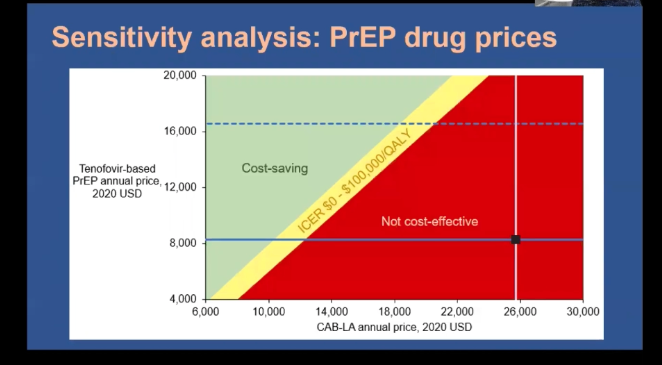 Sensitivity analysis: PrEP drug prices
20,000
16,000
Tenofovir-based
PrEP annual price,
2020 USD
12,000
8,000
4,000
Cost-saving
ICER $0 - $100,000/QALY
Not cost-effective
6,000 10,000 14,000 18,000 22,000 26,000 30,000
CAB-LA annual price, 2020 USD